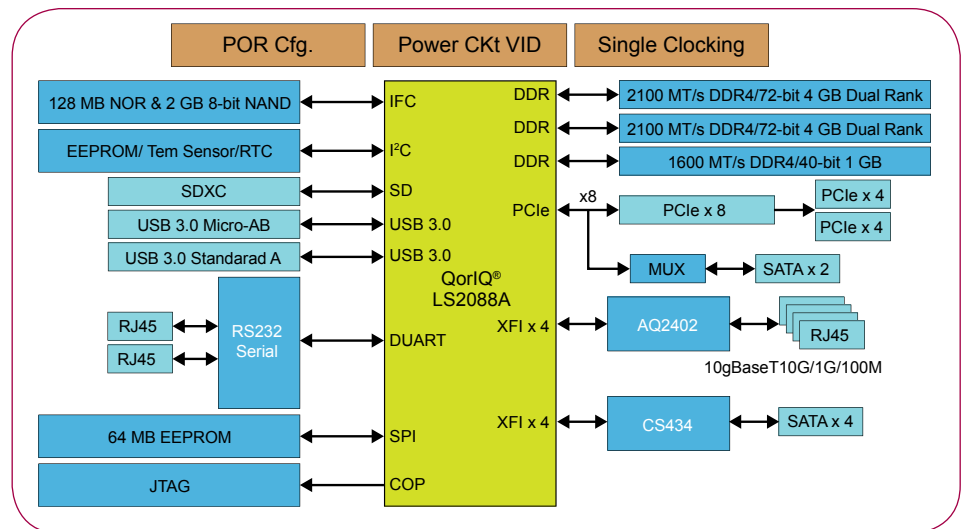 POR Cfg.
Power CKt VID
Single Clocking
128 MB NOR & 2 GB 8-bit NAND
EEPROM/ Tem Sensor/RTC
SDXC
USB 3.0 Micro-AB
USB 3.0 Standarad A
RJ45
RJ45
RS232
Serial
64 MB EEPROM
JTAG
IFC
I²C
SD
USB 3.0
USB 3.0
DUART
SPI
COP
QorIQ®
LS2088A
DDR
DDR
DDR
PCIe
XFI x 4
XFI x 4
2100 MT/s DDR4/72-bit 4 GB Dual Rank
2100 MT/s DDR4/72-bit 4 GB Dual Rank
1600 MT/s DDR4/40-bit 1 GB
x8
PCIe x 8
PCIe x 4
PCIe x 4
MUX
SATA x 2
AQ2402
RJ45
10gBaseT10G/1G/100M
CS434
SATA x 4